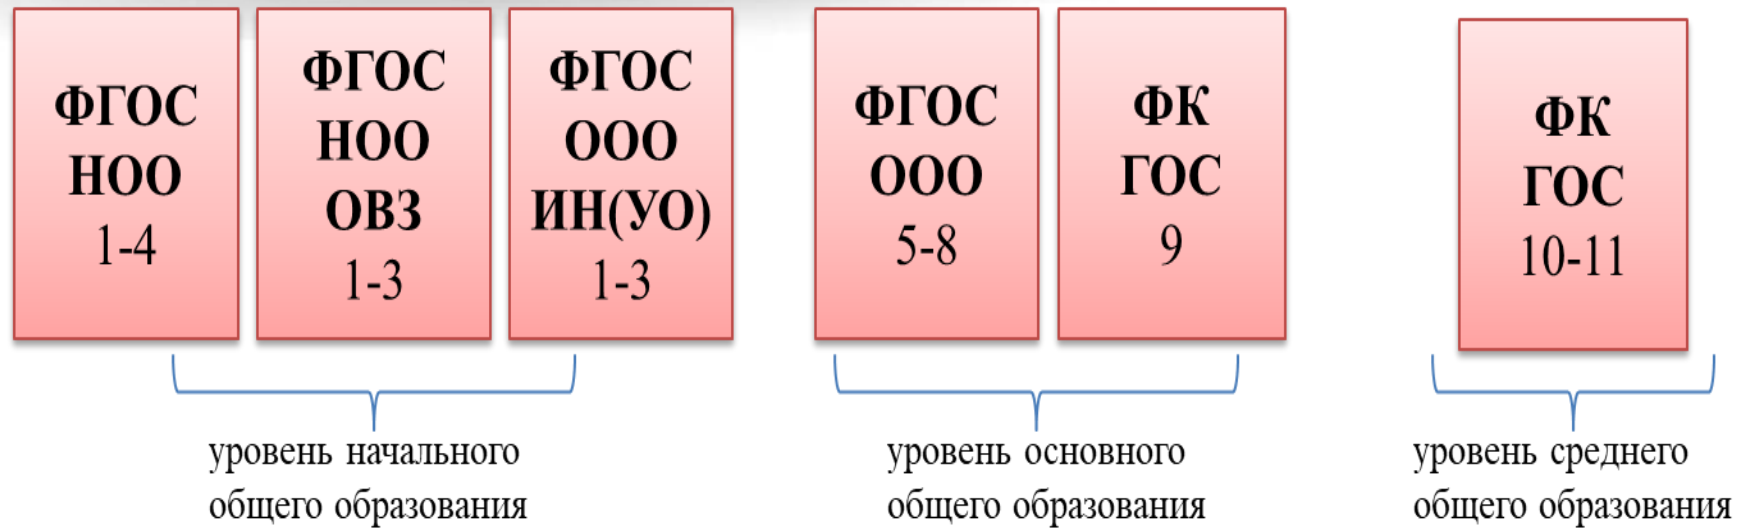 ФГОС
НОО
1-4
ФГОС
НОО
ОВЗ
1-3
ФГОС
ООО
ИН(УО)
1-3
ФГОС
ООО
5-8
ФК
ГОС
9
ФК
ГОС
10-11
уровень начального
общего образования
уровень основного
общего образования
уровень среднего
общего образования